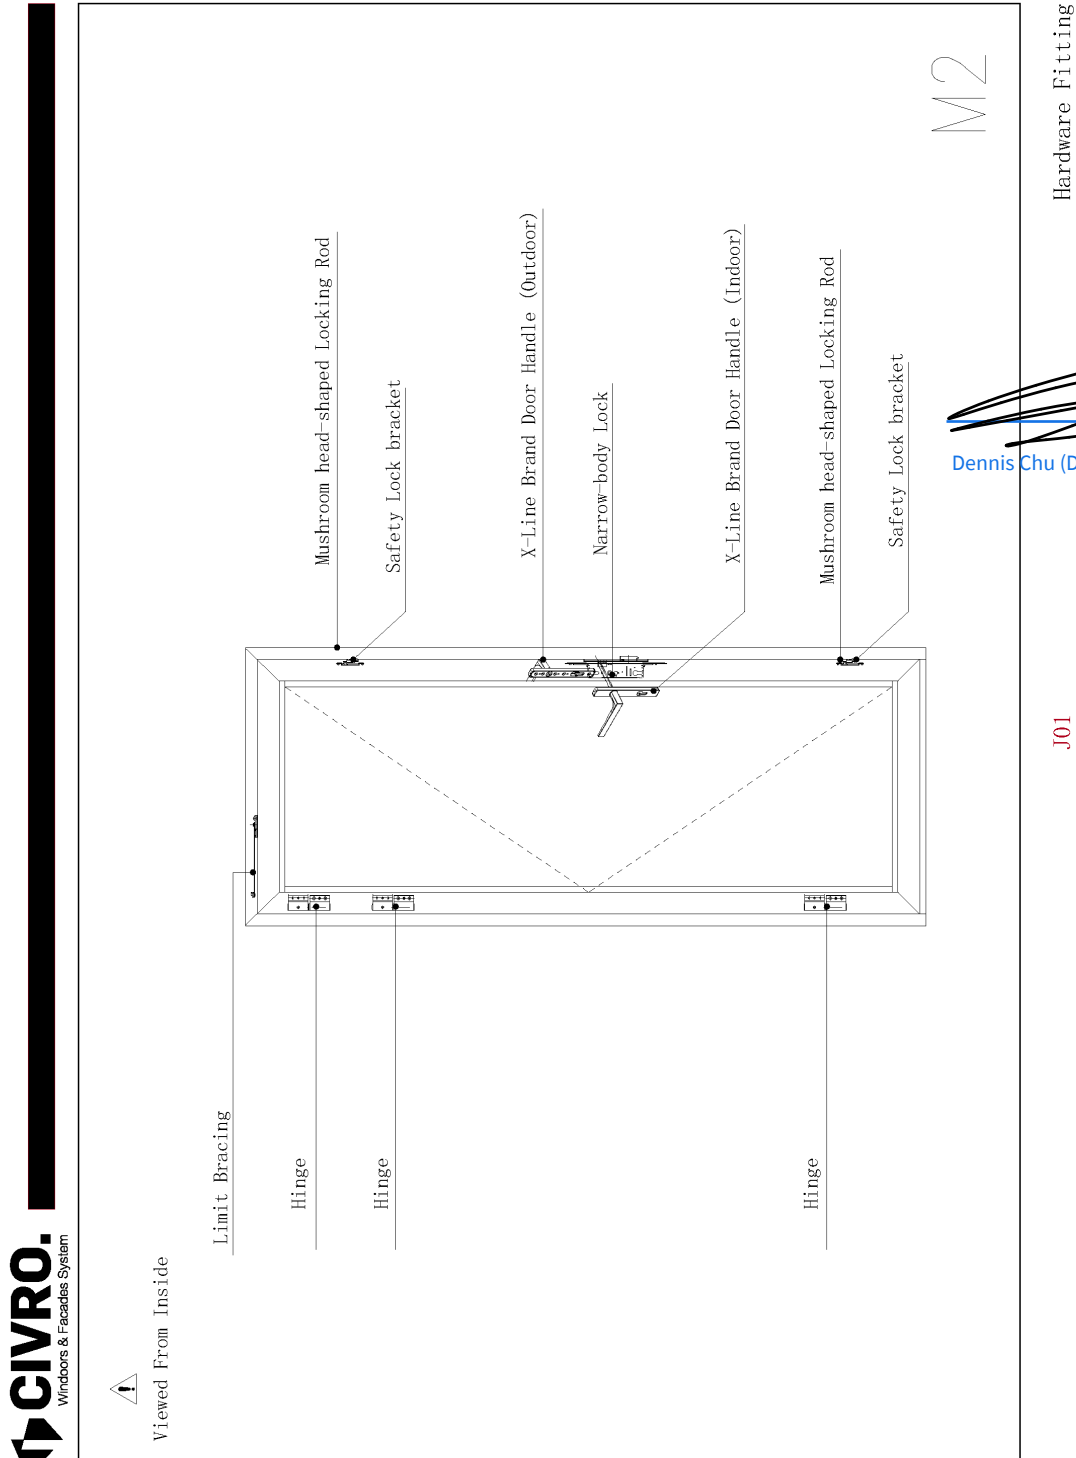 CIVRO.
Windoors & Facades System
Viewed From Inside
Limit Bracing
Hinge
Hinge
Hinge
Mushroom head-shaped Locking Rod
Safety Lock bracket
X-Line Brand Door Handle (Outdoor)
Narrow-body Lock
X-Line Brand Door Handle (Indoor)
Mushroom head-shaped Locking Rod
Safety Lock bracket
M2
Dennis Chu (D
J01
Hardware Fitting